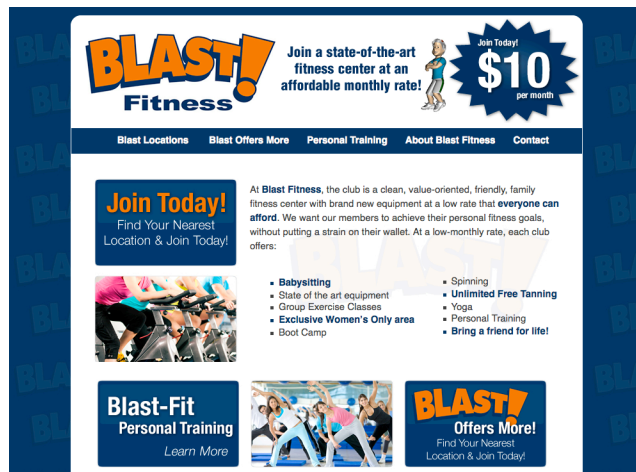 BLAST!
Fitness
Join a state-of-the-art
fitness center at an
affordable monthly rate!
Join Today!
$10
per month
Blast Locations Blast Offers More Personal Training About Blast Fitness Contact
Join Today!
Find Your Nearest
Location & Join Today!
At Blast Fitness, the club is a clean, value-oriented, friendly, family
fitness center with brand new equipment at a low rate that everyone can
afford. We want our members to achieve their personal fitness goals,
without putting a strain on their wallet. At a low-monthly rate, each club
offers:
Babysitting
State of the art equipment
Group Exercise Classes
Exclusive Women's Only area
Boot Camp
Spinning
Unlimited Free Tanning
Yoga
Personal Training
Bring a friend for life!
Blast-Fit
Personal Training
Learn More
BLAST!
Offers More!
Find Your Nearest
Location & Join Today!